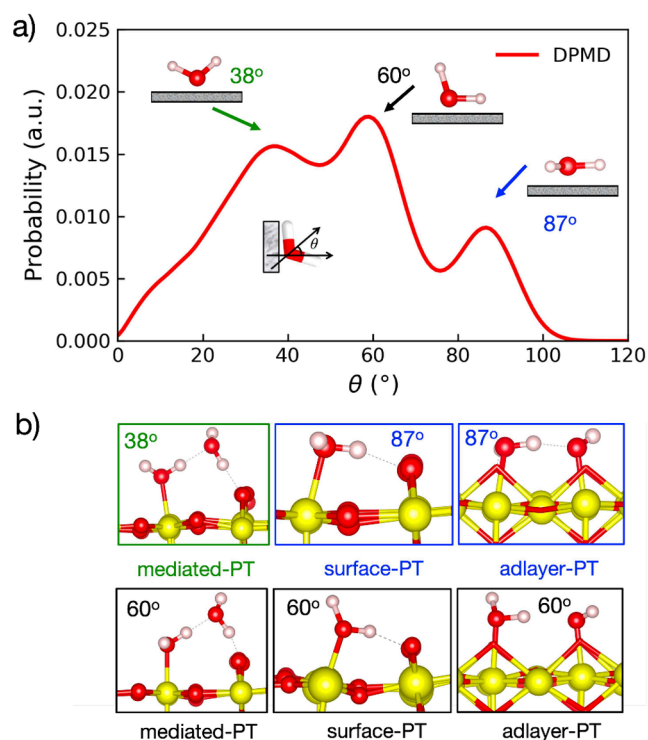 a)
0.025
0.020
0.015
0.010
0.005
0.000
Probability (a.u.)
DPMD
38°
60°
87°
θ
0
20
40
60
80
100
120
θ (°)
b)
38°
87°
87°
mediated-PT
surface-PT
adlayer-PT
60°
60°
60°
mediated-PT
surface-PT
adlayer-PT